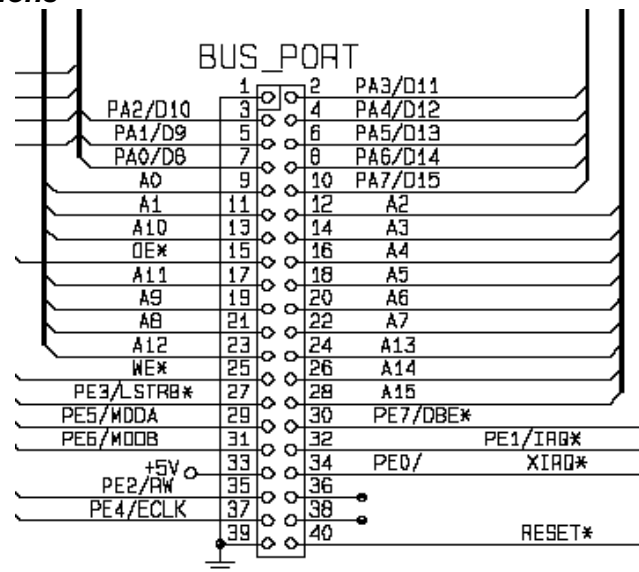 BUS_PORT
1 2 PA3/D11
PA2/D10 3 4 PA4/D12
PA1/D9 5 6 PA5/D13
PA0/D8 7 8 PA6/D14
A0 9 10 PA7/D15
A1 11 12 A2
A10 13 14 A3
OE* 15 16 A4
A11 17 18 A5
A9 19 20 A6
A8 21 22 A7
A12 23 24 A13
WE* 25 26 A14
PE3/LSTRB* 27 28 A15
PE5/MODA 29 30 PE7/DBE*
PE6/MODB 31 32 PE1/IRQ*
+5V 33 34 PE0/ XIRQ*
PE2/RW 35 36
PE4/ECLK 37 38
39 40 RESET*